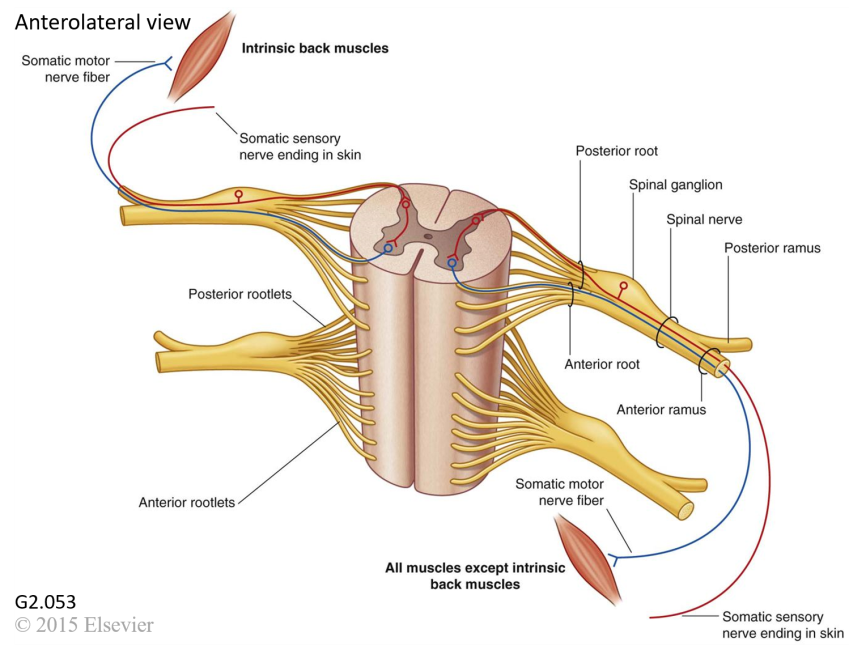 Anterolateral view
Intrinsic back muscles
Somatic motor
nerve fiber
Somatic sensory
nerve ending in skin
Posterior root
Spinal ganglion
Spinal nerve
Posterior ramus
Posterior rootlets
Anterior root
Anterior ramus
Anterior rootlets
Somatic motor
nerve fiber
All muscles except intrinsic
back muscles
G2.053
© 2015 Elsevier
Somatic sensory
nerve ending in skin